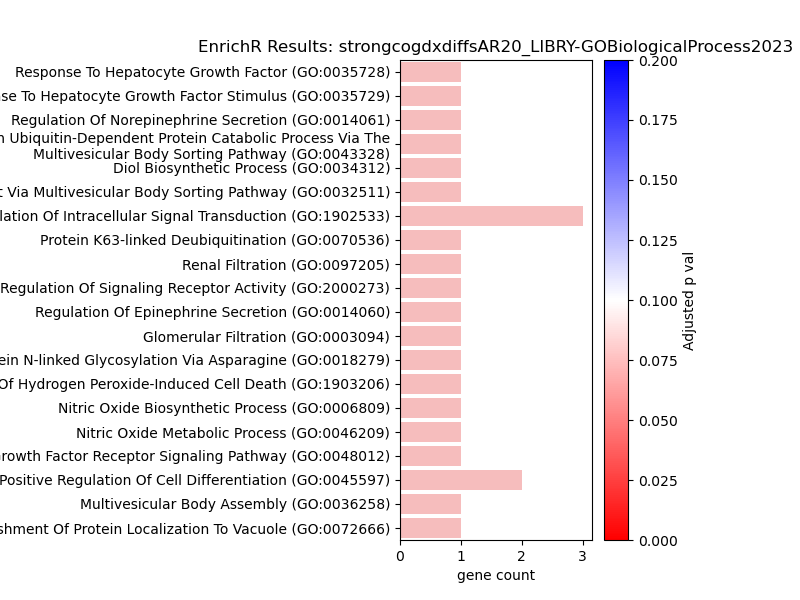 EnrichR Results: strongcogdxdiffsAR20_LIBRY-GOBiologicalProcess2023
Response To Hepatocyte Growth Factor (GO:0035728)
To Hepatocyte Growth Factor Stimulus (GO:0035729)
Regulation Of Norepinephrine Secretion (GO:0014061)
Ubiquitin-Dependent Protein Catabolic Process Via The
Multivesicular Body Sorting Pathway (GO:0043328)
Diol Biosynthetic Process (GO:0034312)
Via Multivesicular Body Sorting Pathway (GO:0032511)
Of Intracellular Signal Transduction (GO:1902533)
Protein K63-linked Deubiquitination (GO:0070536)
Renal Filtration (GO:0097205)
Regulation Of Signaling Receptor Activity (GO:2000273)
Regulation Of Epinephrine Secretion (GO:0014060)
Glomerular Filtration (GO:0003094)
N-linked Glycosylation Via Asparagine (GO:0018279)
Of Hydrogen Peroxide-Induced Cell Death (GO:1903206)
Nitric Oxide Biosynthetic Process (GO:0006809)
Nitric Oxide Metabolic Process (GO:0046209)
Factor Receptor Signaling Pathway (GO:0048012)
Positive Regulation Of Cell Differentiation (GO:0045597)
Multivesicular Body Assembly (GO:0036258)
Of Protein Localization To Vacuole (GO:0072666)
0 1 2 3
gene count
0.200
0.175
0.150
0.125
0.100
0.075
0.050
0.025
0.000
Adjusted p val